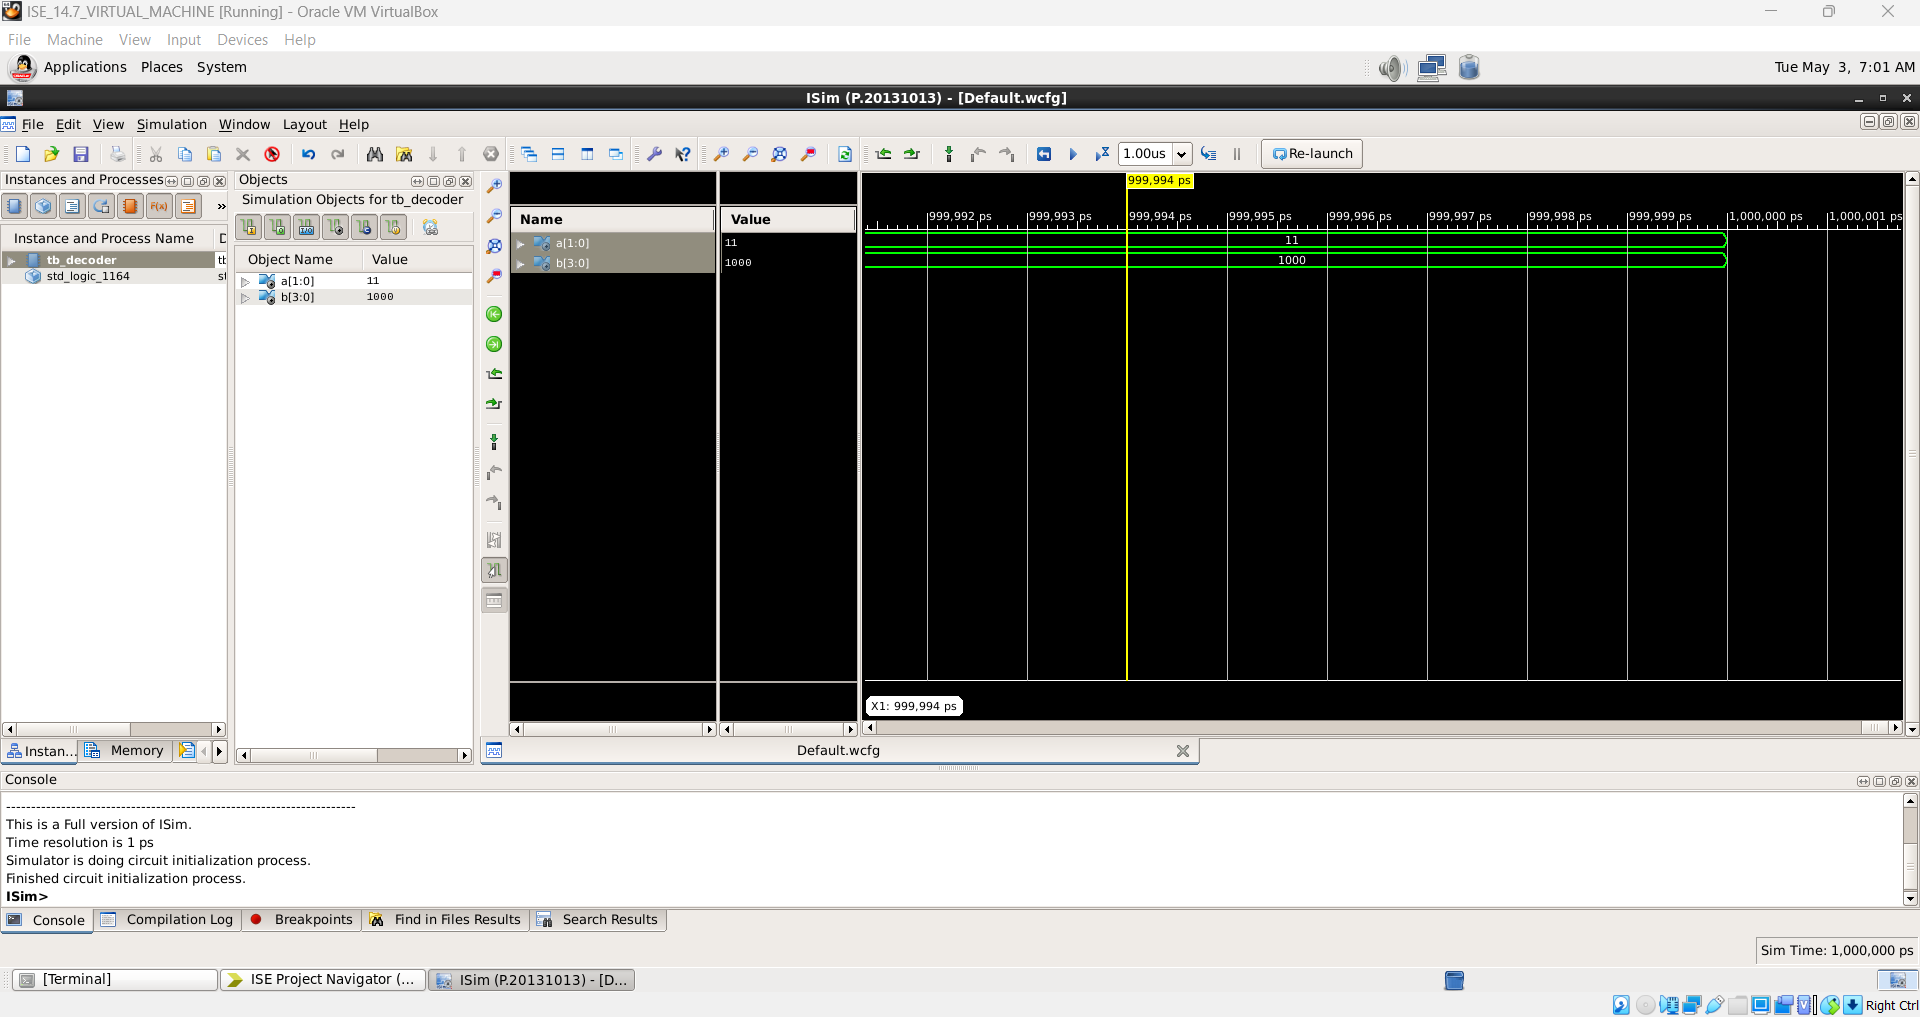 ISE_14.7_VIRTUAL_MACHINE [Running] - Oracle VM VirtualBox
File Machine View Input Devices Help
Applications Places System
Tue May 3, 7:01 AM
ISim (P.20131013) - [Default.wcfg]
File Edit View Simulation Window Layout Help
1.00us
Re-launch
Instances and Processes
Instance and Process Name
tb_decoder
std_logic_1164
Instan...
Memory
Objects
Simulation Objects for tb_decoder
Object Name Value
a[1:0] 11
b[3:0] 1000
Name Value
a[1:0] 11
b[3:0] 1000
999,994 ps
999,992 ps 999,993 ps 999,994 ps 999,995 ps 999,996 ps 999,997 ps 999,998 ps 999,999 ps 1,000,000 ps 1,000,001 ps
11
1000
X1: 999,994 ps
Default.wcfg
Console
------------------------------------------------------------------------
This is a Full version of ISim.
Time resolution is 1 ps
Simulator is doing circuit initialization process.
Finished circuit initialization process.
ISim>
Console Compilation Log Breakpoints Find in Files Results Search Results
Sim Time: 1,000,000 ps
[Terminal] ISE Project Navigator (... ISim (P.20131013) - [D...
Right Ctrl